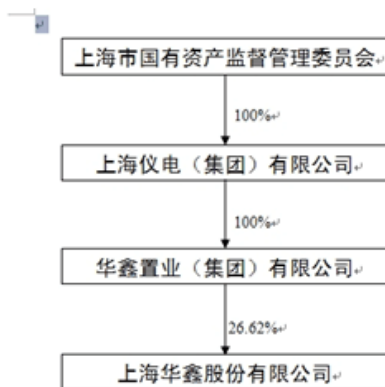 上海市国有资产监督管理委员会
100%
上海仪电（集团）有限公司
100%
华鑫置业（集团）有限公司
26.62%
上海华鑫股份有限公司